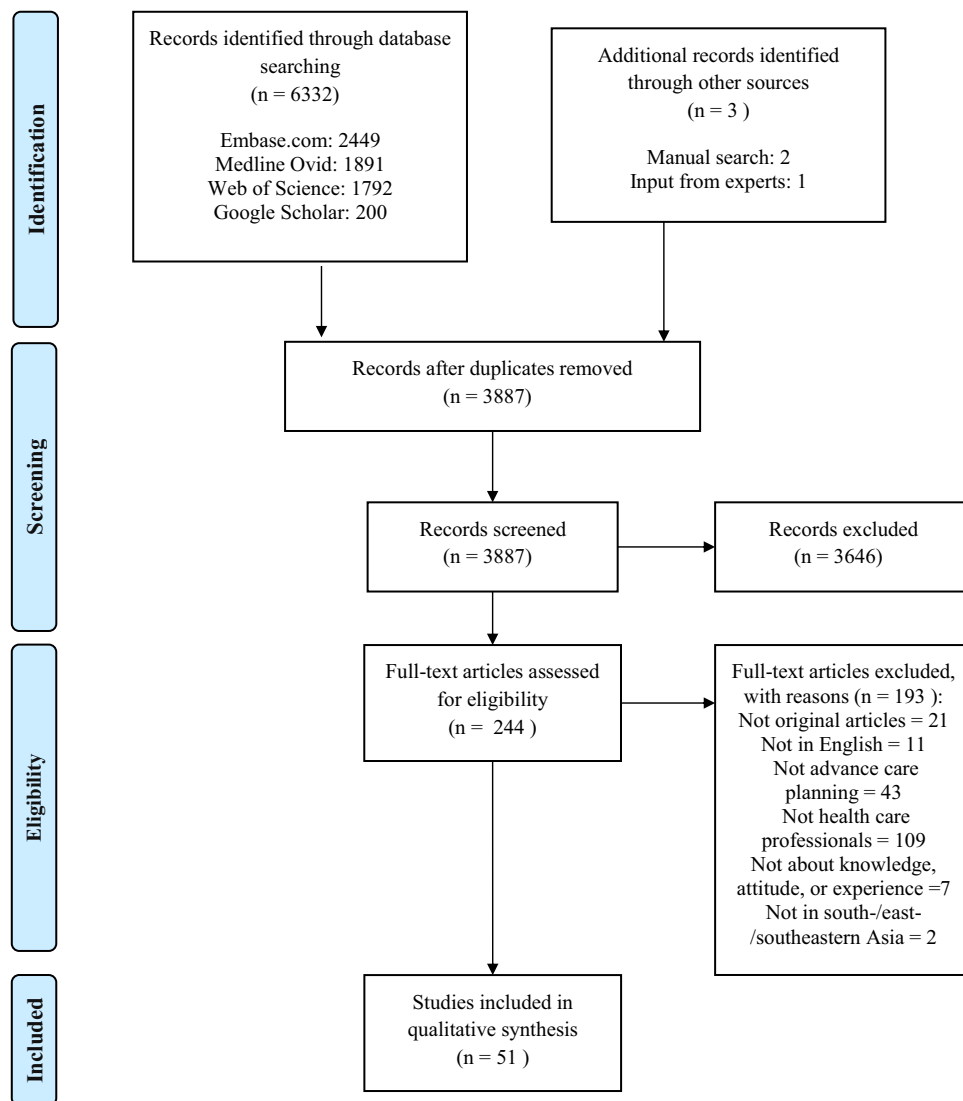 Identification
Records identified through database
searching
(n = 6332)
Embase.com: 2449
Medline Ovid: 1891
Web of Science: 1792
Google Scholar: 200
Additional records identified
through other sources
(n = 3 )
Manual search: 2
Input from experts: 1
Screening
Records after duplicates removed
(n = 3887)
Records screened
(n = 3887)
Records excluded
(n = 3646)
Eligibility
Full-text articles assessed
for eligibility
(n = 244 )
Full-text articles excluded,
with reasons (n = 193 ):
Not original articles = 21
Not in English = 11
Not advance care
planning = 43
Not health care
professionals = 109
Not about knowledge,
attitude, or experience =7
Not in south-/east-
/southeastern Asia = 2
Included
Studies included in
qualitative synthesis
(n = 51 )